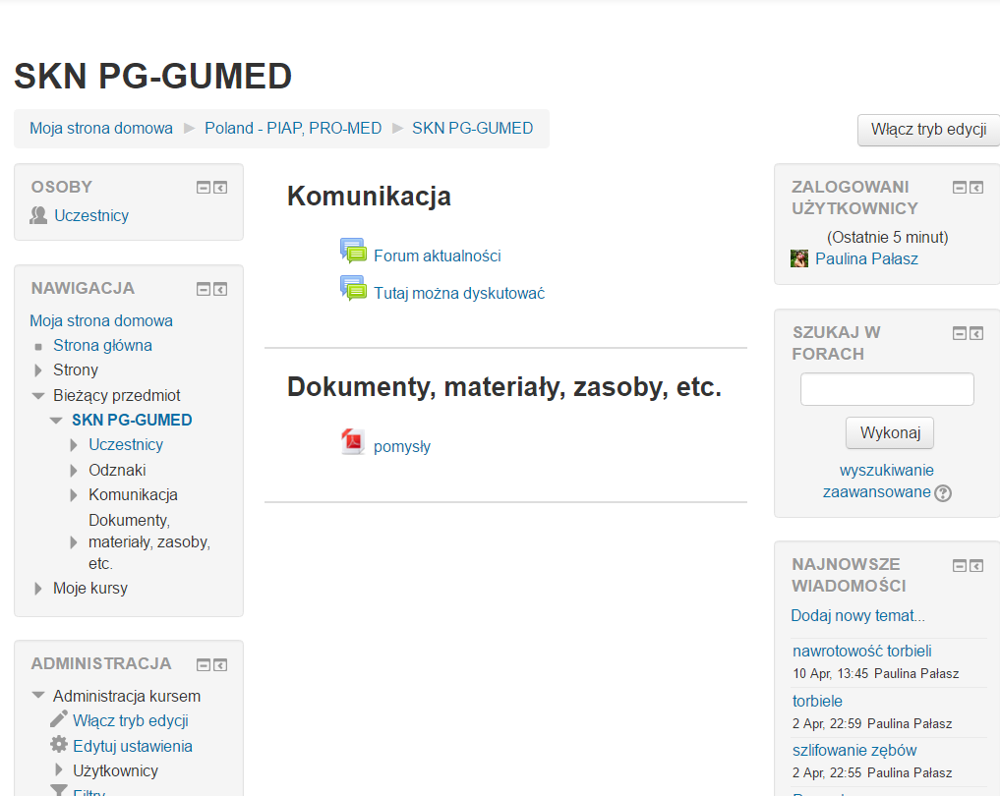 SKN PG-GUMED
Moja strona domowa Poland - PIAP, PRO-MED SKN PG-GUMED
Włącz tryb edycji
OSOBY
Uczestnicy
NAWIGACJA
Moja strona domowa
Strona główna
Strony
Bieżący przedmiot
SKN PG-GUMED
Uczestnicy
Odznaki
Komunikacja
Dokumenty,
materiały, zasoby,
etc.
Moje kursy
ADMINISTRACJA
Administracja kursem
Włącz tryb edycji
Edytuj ustawienia
Użytkownicy
Filtry
Komunikacja
Forum aktualności
Tutaj można dyskutować
Dokumenty, materiały, zasoby, etc.
pomysły
ZALOGOWANI
UŻYTKOWNICY
(Ostatnie 5 minut)
Paulina Pałasz
SZUKAJ W
FORACH
Wykonaj
wyszukiwanie
zaawansowane
NAJNOWSZE
WIADOMOŚCI
Dodaj nowy temat...
nawrotowość torbieli
10 Apr, 13:45 Paulina Pałasz
torbiele
2 Apr, 22:59 Paulina Pałasz
szlifowanie zębów
2 Apr, 22:55 Paulina Pałasz